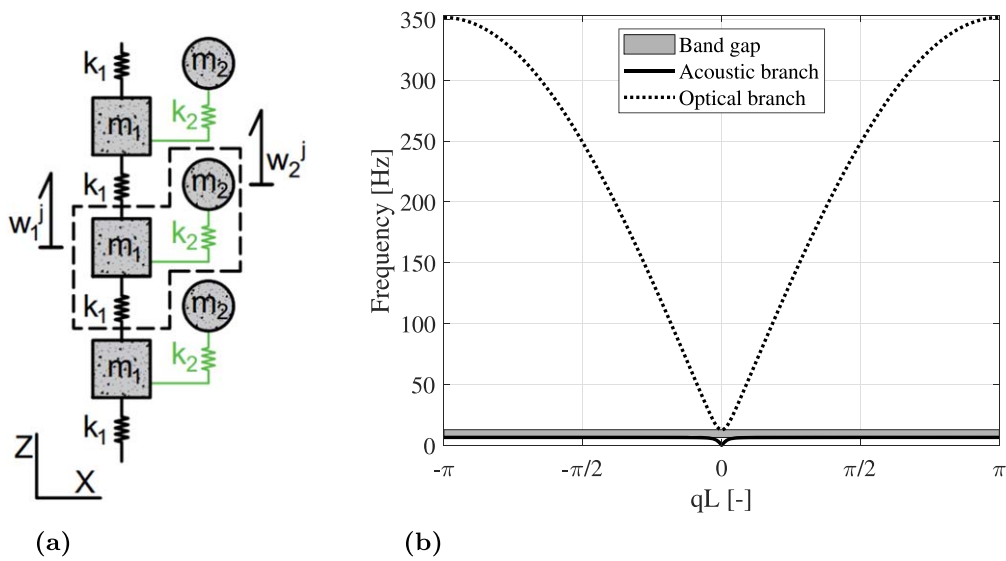 k₁
m₂
m₁
k₂
w₂ʲ
k₁
m₂
w₁ʲ
m₁
k₂
k₁
m₂
m₁
k₂
Z
k₁
X
(a)
350
300
250
200
150
100
50
0
Frequency [Hz]
Band gap
Acoustic branch
Optical branch
-π
-π/2
0
π/2
π
qL [-]
(b)